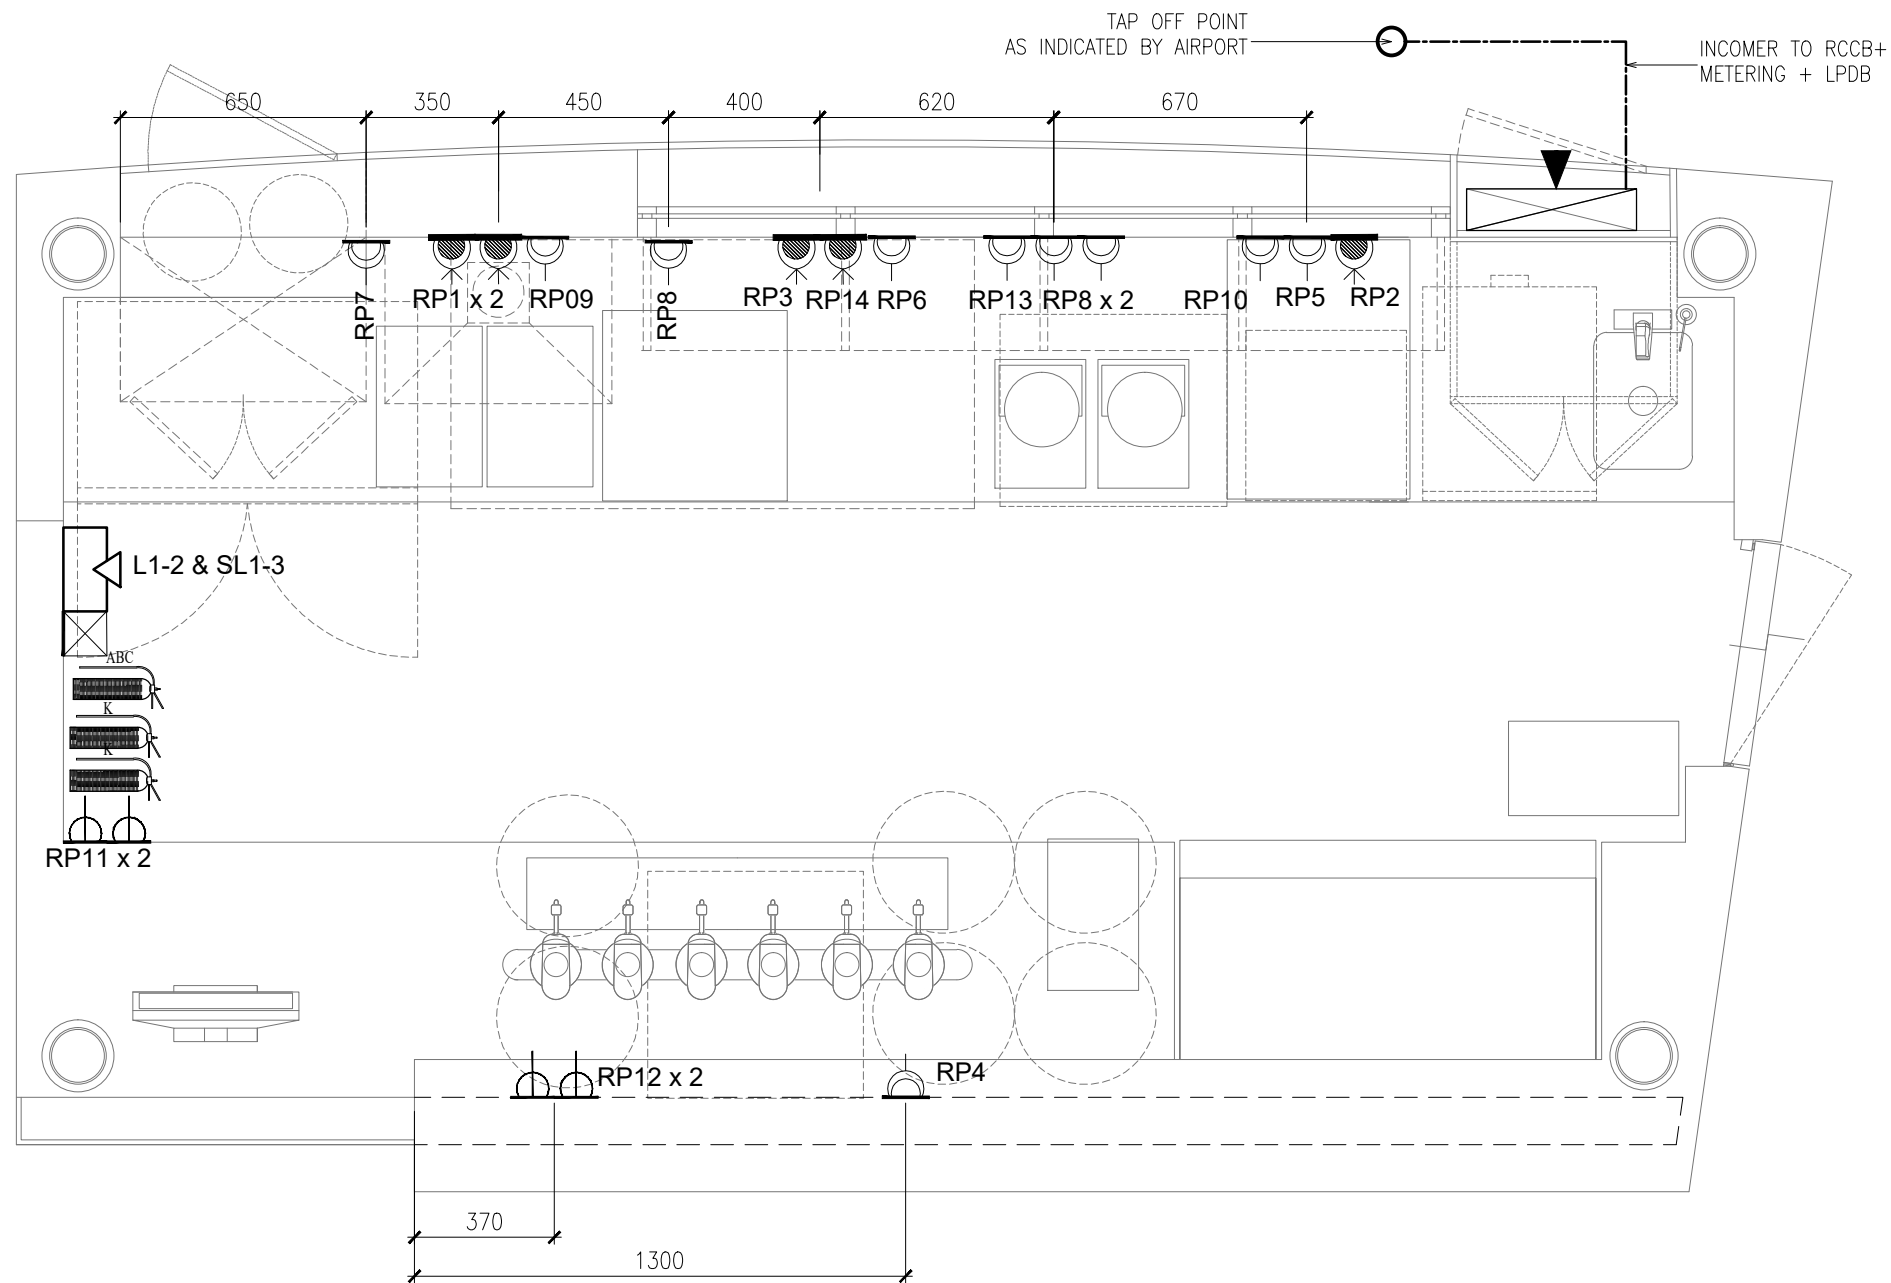 TAP OFF POINT
AS INDICATED BY AIRPORT
INCOMER TO RCCB+
METERING + LPDB
650
350
450
400
620
670
RP7
RP1 x 2
RP09
RP8
RP3
RP14
RP6
RP13
RP8 x 2
RP10
RP5
RP2
L1-2 & SL1-3
ABC
K
K
RP11 x 2
RP12 x 2
RP4
370
1300